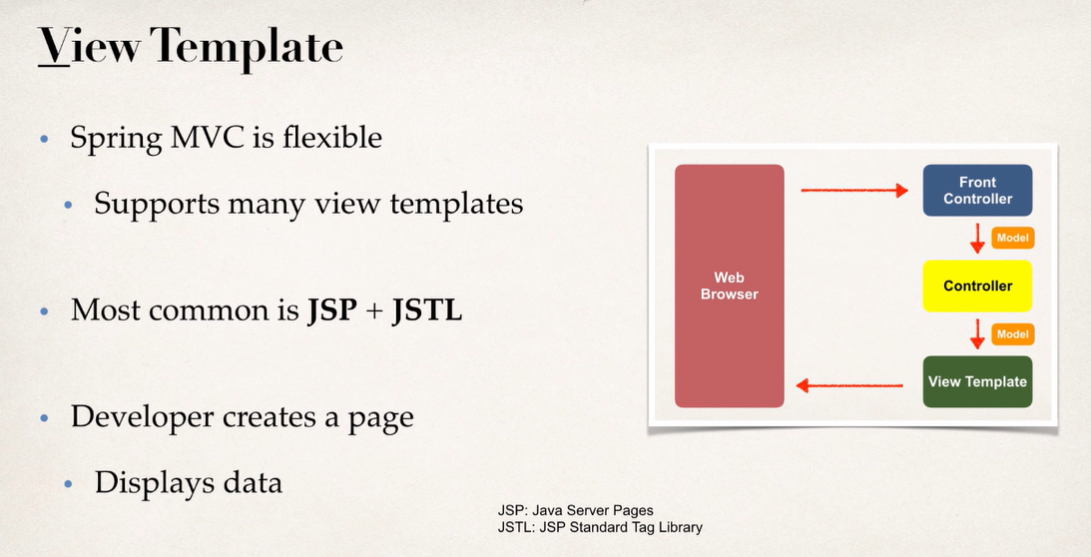 View Template
• Spring MVC is flexible
• Supports many view templates
• Most common is JSP + JSTL
• Developer creates a page
• Displays data
Web
Browser
Front
Controller
Model
Controller
Model
View Template
JSP: Java Server Pages
JSTL: JSP Standard Tag Library